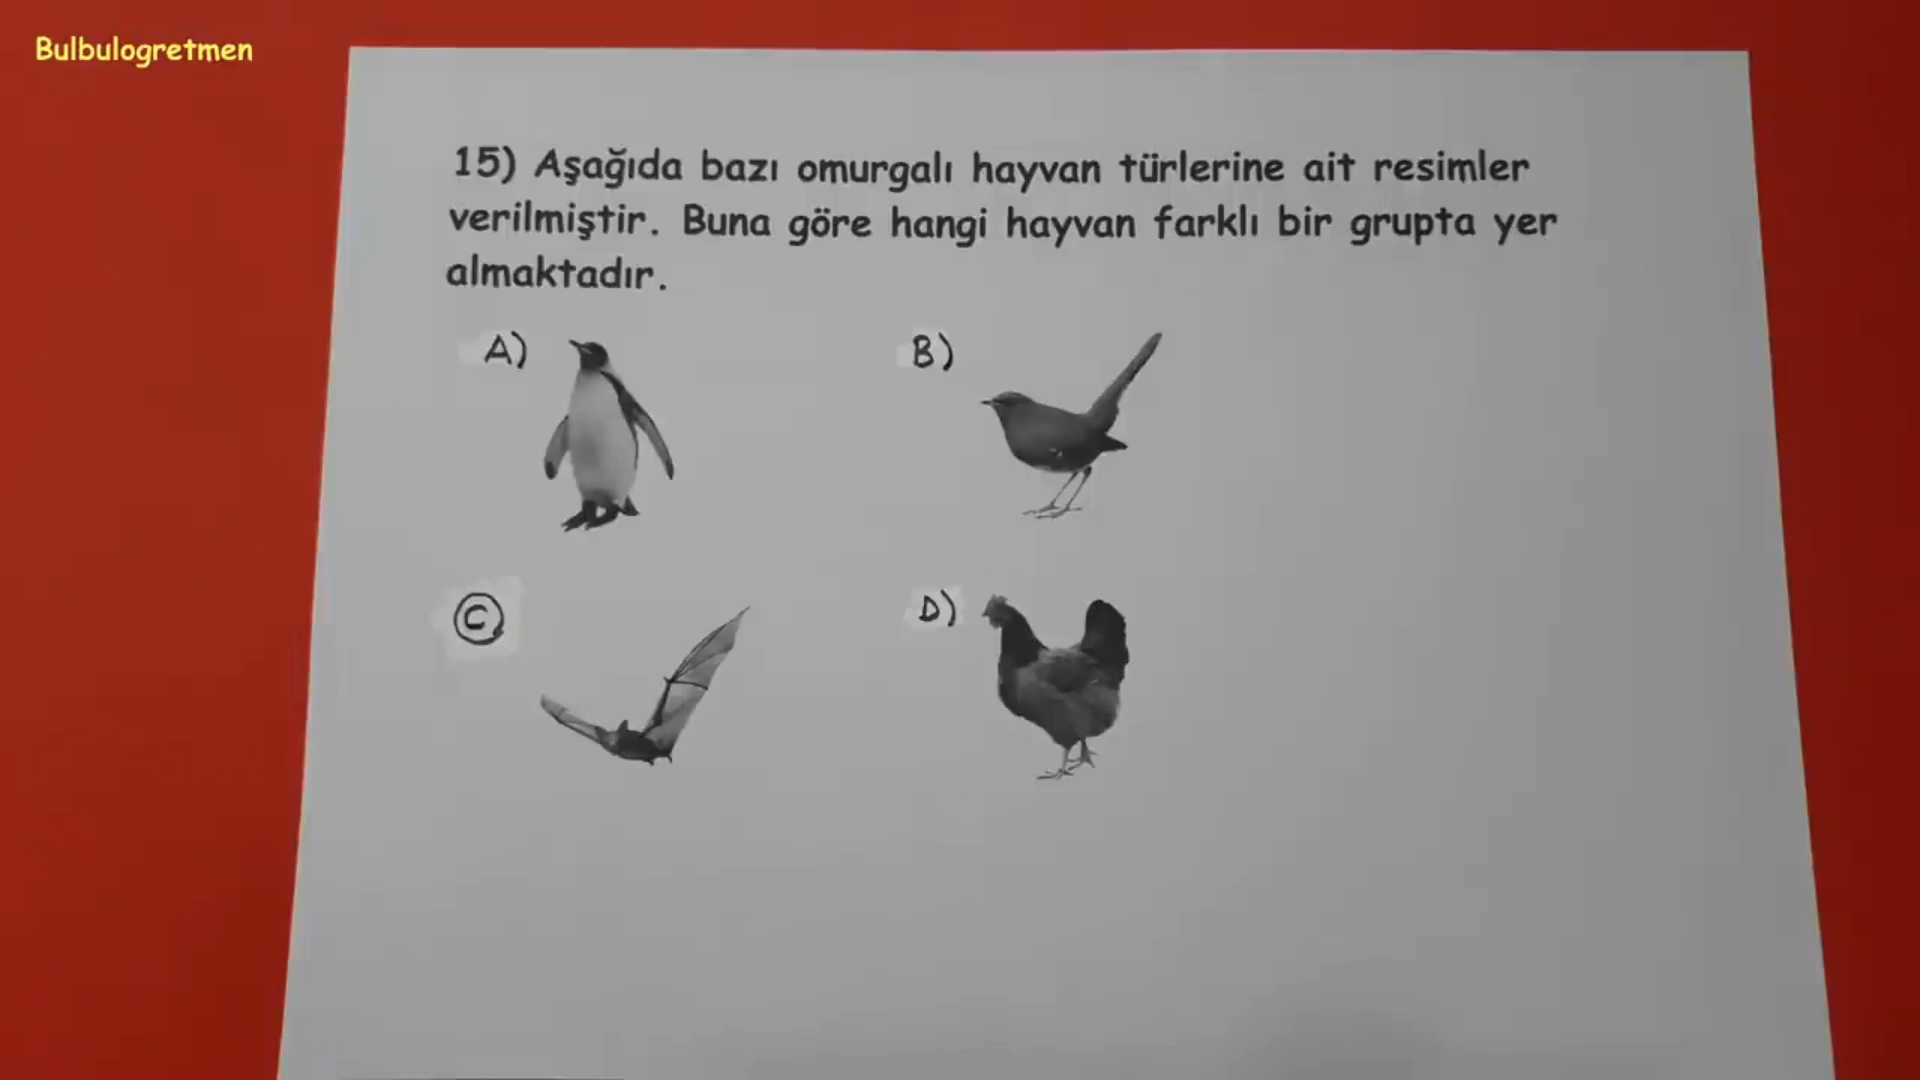 Bulbulogretmen
15) Aşağıda bazı omurgalı hayvan türlerine ait resimler
verilmiştir. Buna göre hangi hayvan farklı bir grupta yer
almaktadır.
A)
B)
C
D)